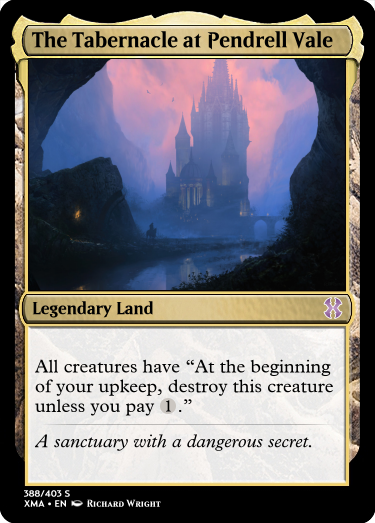 The Tabernacle at Pendrell Vale
Legendary Land
All creatures have “At the beginning
of your upkeep, destroy this creature
unless you pay 1.”
A sanctuary with a dangerous secret.
388/403 S
XMA • EN Richard Wright